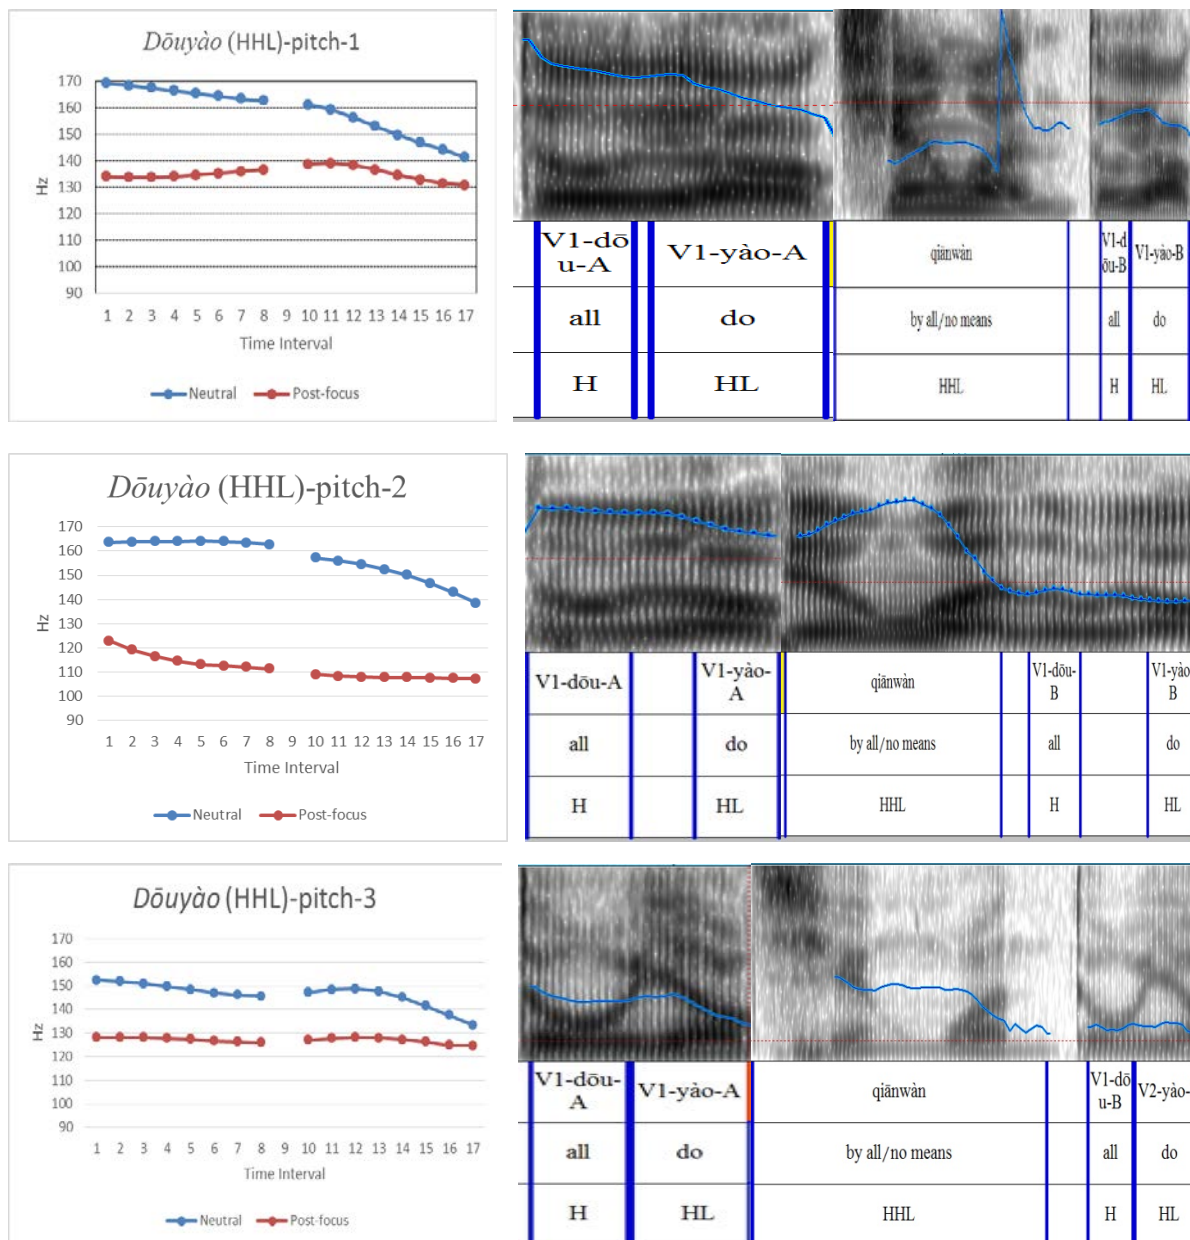 Dōuyào (HHL)-pitch-1
170
160
150
140
130
120
110
100
90
Hz
1 2 3 4 5 6 7 8 9 10 11 12 13 14 15 16 17
Time Interval
Neutral Post-focus
V1-dō
u-A
V1-yào-A
qiānwàn
V1-d
ōu-B
V1-yào-B
all do by all/no means all do
H HL HHL H HL
Dōuyào (HHL)-pitch-2
170
160
150
140
130
120
110
100
90
Hz
1 2 3 4 5 6 7 8 9 10 11 12 13 14 15 16 17
Time Interval
Neutral Post-focus
V1-dōu-A
V1-yào-
A
qiānwàn
V1-dōu-
B
V1-yào
B
all do by all/no means all do
H HL HHL H HL
Dōuyào (HHL)-pitch-3
170
160
150
140
130
120
110
100
90
Hz
1 2 3 4 5 6 7 8 9 10 11 12 13 14 15 16 17
Time Interval
Neutral Post-focus
V1-dōu-
A
V1-yào-A
qiānwàn
V1-dō
u-B
V2-yào-
all do by all/no means all do
H HL HHL H HL